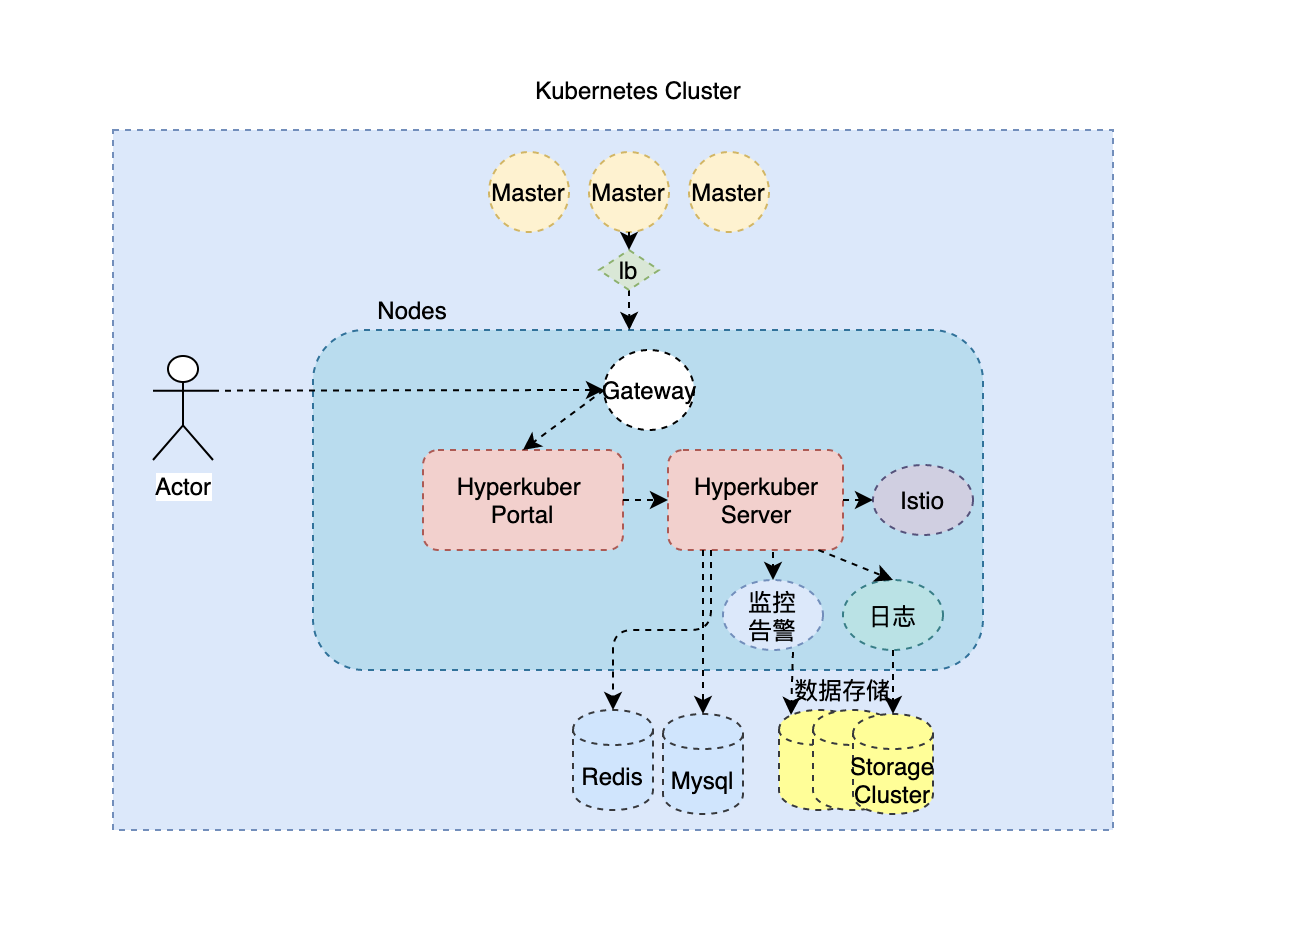 Kubernetes Cluster
Master
Master
Master
lb
Nodes
Gateway
Actor
Hyperkuber
Portal
Hyperkuber
Server
Istio
监控
告警
日志
数据存储
Redis
Mysql
Storage
Cluster